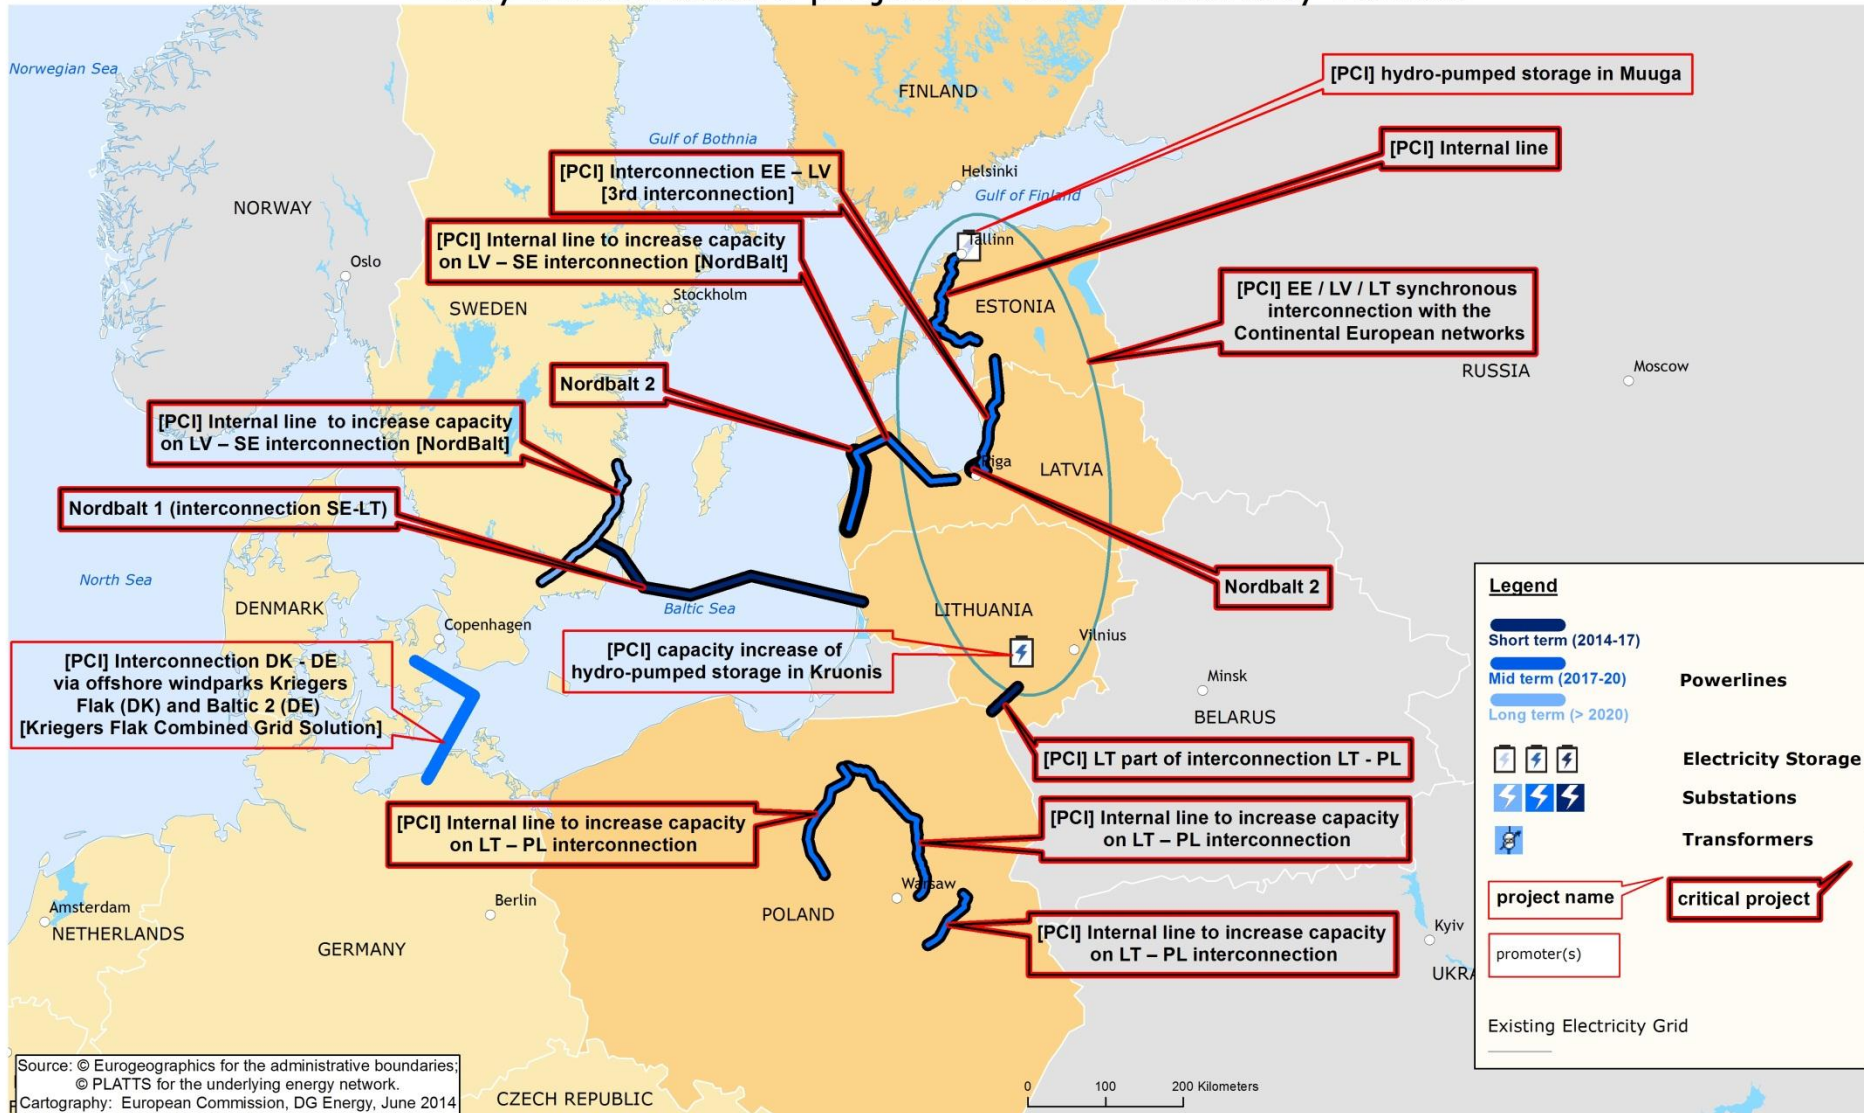 Norwegian Sea
FINLAND
[PCI] hydro-pumped storage in Muuga
Gulf of Bothnia
[PCI] Internal line
[PCI] Interconnection EE – LV
[3rd interconnection]
Helsinki
Gulf of Finland
NORWAY
[PCI] Internal line to increase capacity
on LV – SE interconnection [NordBalt]
Tallinn
Oslo
Stockholm
SWEDEN
ESTONIA
[PCI] EE / LV / LT synchronous
interconnection with the
Continental European networks
RUSSIA
Moscow
Nordbalt 2
[PCI] Internal line to increase capacity
on LV – SE interconnection [NordBalt]
Riga
LATVIA
Nordbalt 1 (interconnection SE-LT)
North Sea
DENMARK
Baltic Sea
LITHUANIA
Nordbalt 2
Copenhagen
Vilnius
[PCI] capacity increase of
hydro-pumped storage in Kruonis
[PCI] Interconnection DK - DE
via offshore windparks Kriegers
Flak (DK) and Baltic 2 (DE)
[Kriegers Flak Combined Grid Solution]
Minsk
BELARUS
[PCI] LT part of interconnection LT - PL
[PCI] Internal line to increase capacity
on LT – PL interconnection
[PCI] Internal line to increase capacity
on LT – PL interconnection
Warsaw
Amsterdam
NETHERLANDS
Berlin
POLAND
GERMANY
[PCI] Internal line to increase capacity
on LT – PL interconnection
Kyiv
UKRA
Legend
Short term (2014-17)
Mid term (2017-20)
Powerlines
Long term (> 2020)
Electricity Storage
Substations
Transformers
project name
critical project
promoter(s)
Existing Electricity Grid
Source: © Eurogeographics for the administrative boundaries;
© PLATTS for the underlying energy network.
Cartography: European Commission, DG Energy, June 2014
CZECH REPUBLIC
0 100 200 Kilometers